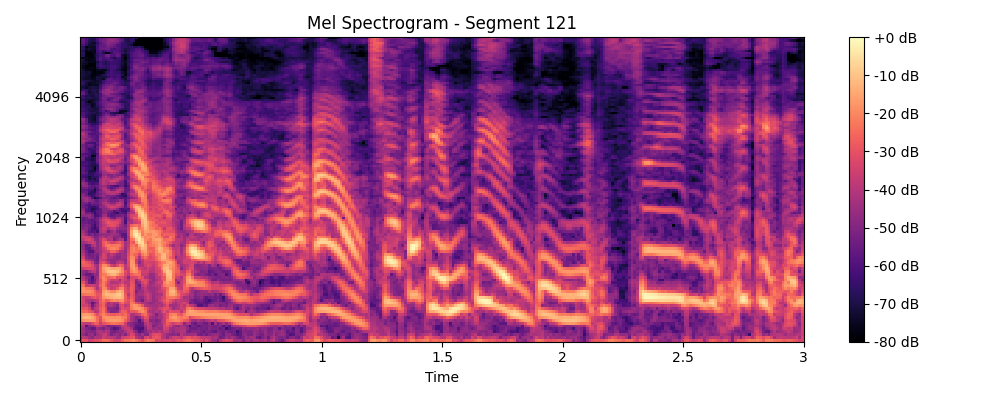 Mel Spectrogram - Segment 121
Frequency
4096
2048
1024
512
0
0
0.5
1
1.5
2
2.5
3
Time
+0 dB
-10 dB
-20 dB
-30 dB
-40 dB
-50 dB
-60 dB
-70 dB
-80 dB